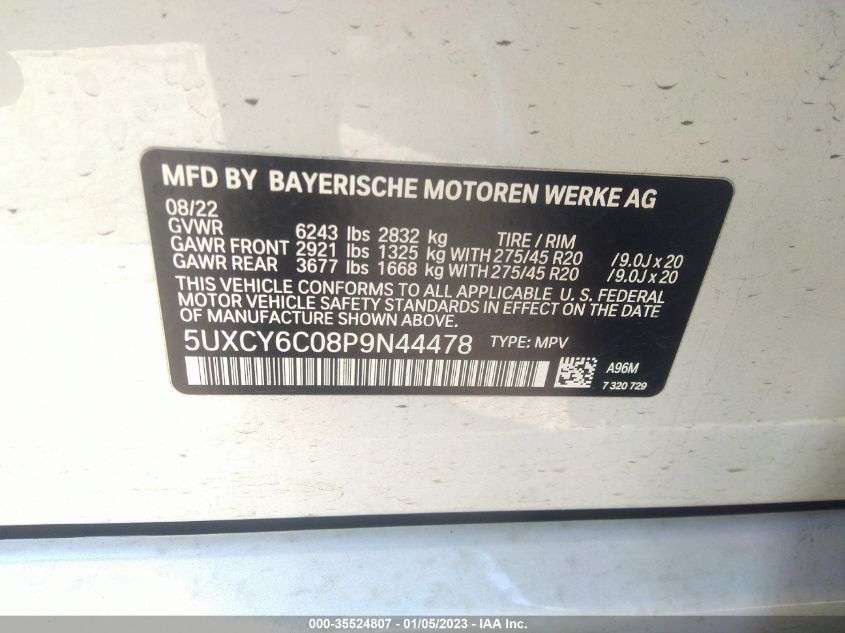 MFD BY BAYERISCHE MOTOREN WERKE AG
08/22
GVWR 6243 lbs 2832 kg TIRE / RIM
GAWR FRONT 2921 lbs 1325 kg WITH 275/45 R20 /9.0J x 20
GAWR REAR 3677 lbs 1668 kg WITH 275/45 R20 /9.0J x 20
THIS VEHICLE CONFORMS TO ALL APPLICABLE U. S. FEDERAL
MOTOR VEHICLE SAFETY STANDARDS IN EFFECT ON THE DATE
OF MANUFACTURE SHOWN ABOVE.
5UXCY6C08P9N44478 TYPE: MPV
A96M
7 320 729
000-35524807 - 01/05/2023 - IAA Inc.